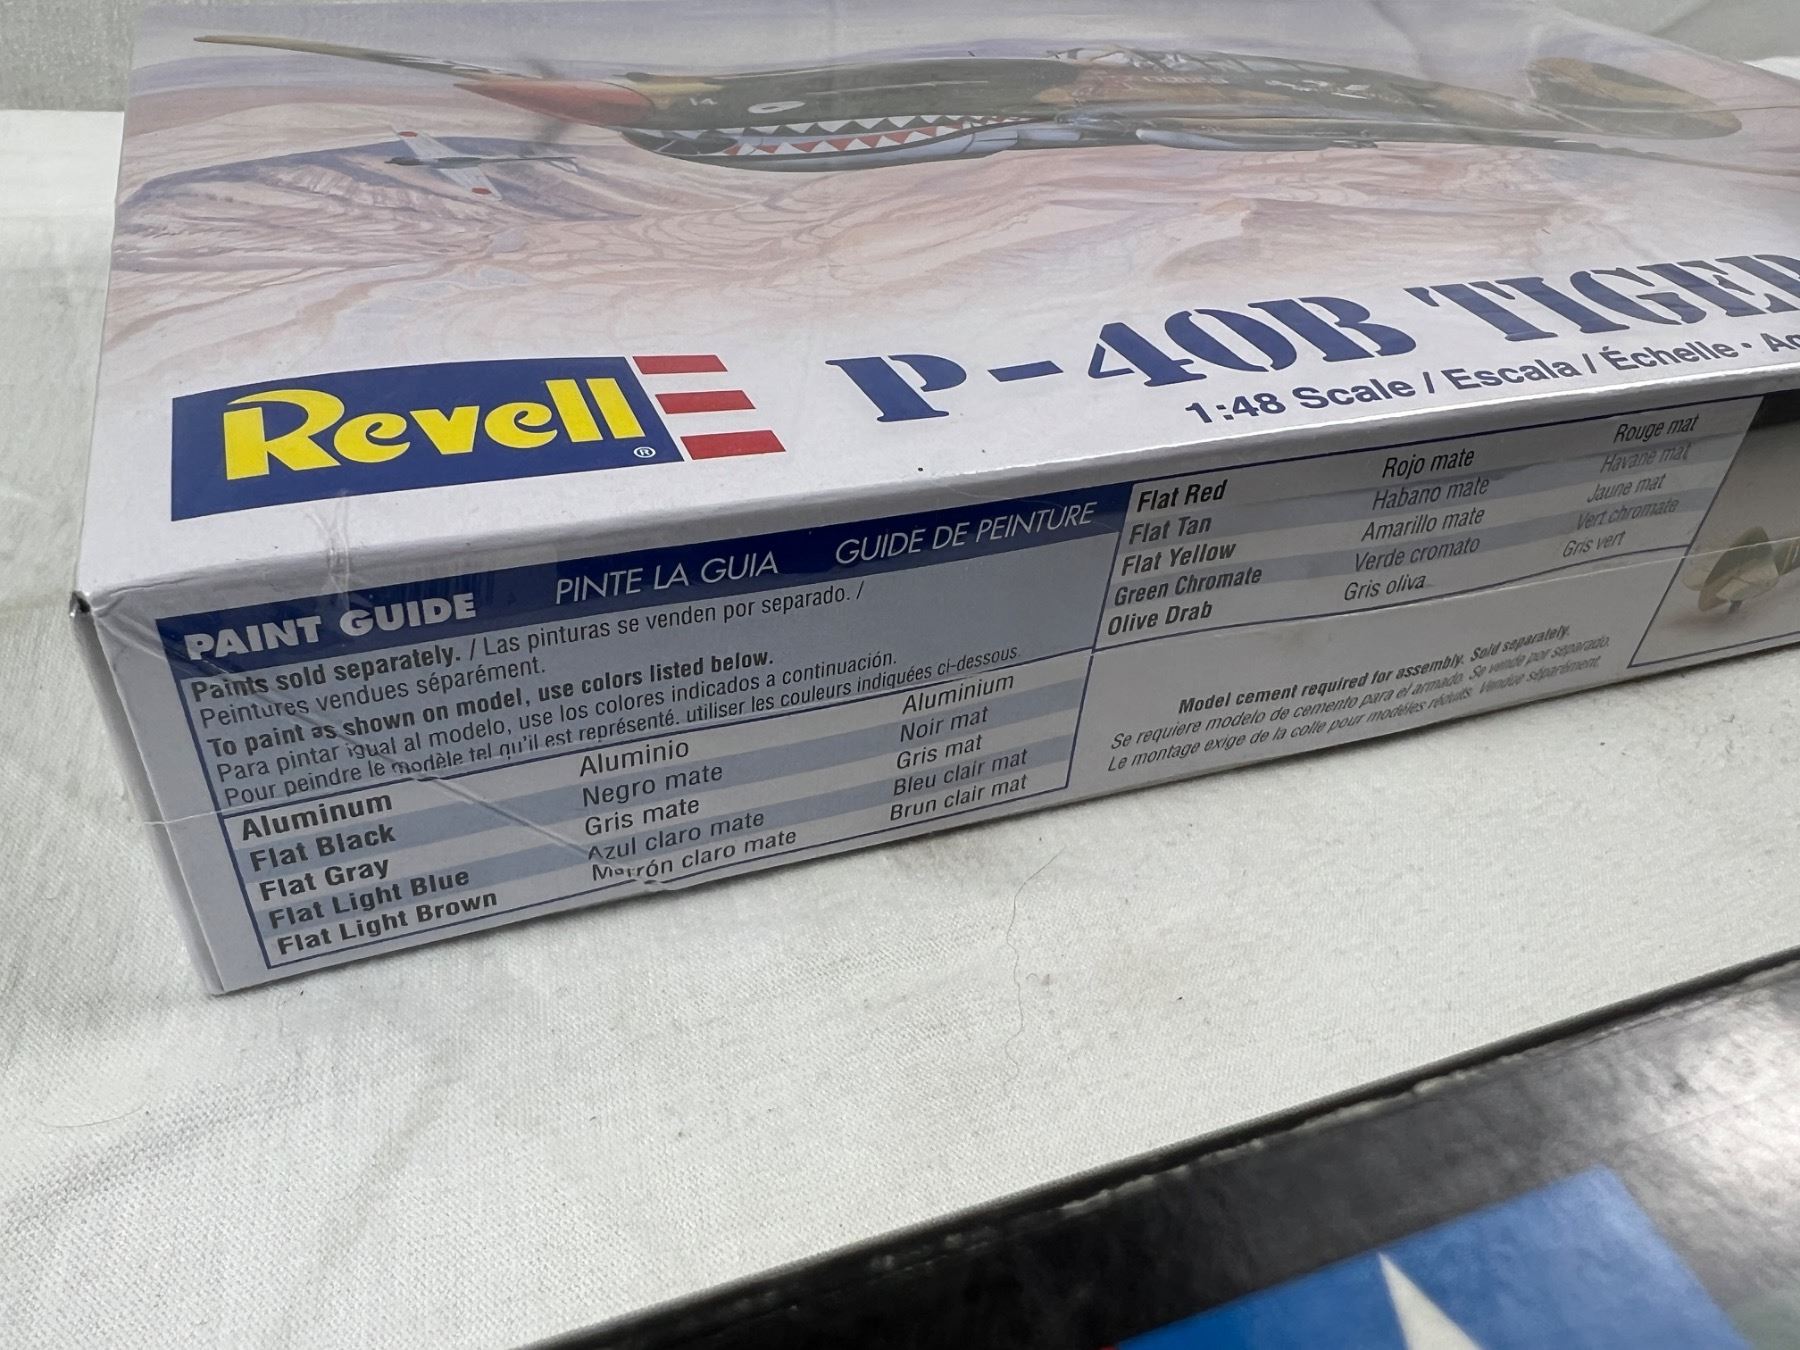 14
Revell®
P-40B TIGER
1:48 Scale / Escala / Échelle •
PAINT GUIDE PINTE LA GUIA GUIDE DE PEINTURE
Paints sold separately. / Las pinturas se venden por separado. /
Peintures vendues séparément.
To paint as shown on model, use colors listed below.
Para pintar igual al modelo, use los colores indicados a continuación.
Pour peindre le modèle tel qu'il est représenté. utiliser les couleurs indiquées ci-dessous.
Aluminum Aluminio Aluminium
Flat Black Negro mate Noir mat
Flat Gray Gris mate Gris mat
Flat Light Blue Azul claro mate Bleu clair mat
Flat Light Brown Marrón claro mate Brun clair mat
Flat Red Rojo mate Rouge mat
Flat Tan Habano mate Havane mat
Flat Yellow Amarillo mate Jaune mat
Green Chromate Verde cromato Vert chromate
Olive Drab Gris oliva Gris vert
Model cement required for assembly. Sold separately.
Se requiere modelo de cemento para el armado. Se vende por separado.
Le montage exige de la colle pour modèles réduits. Vendue séparément.